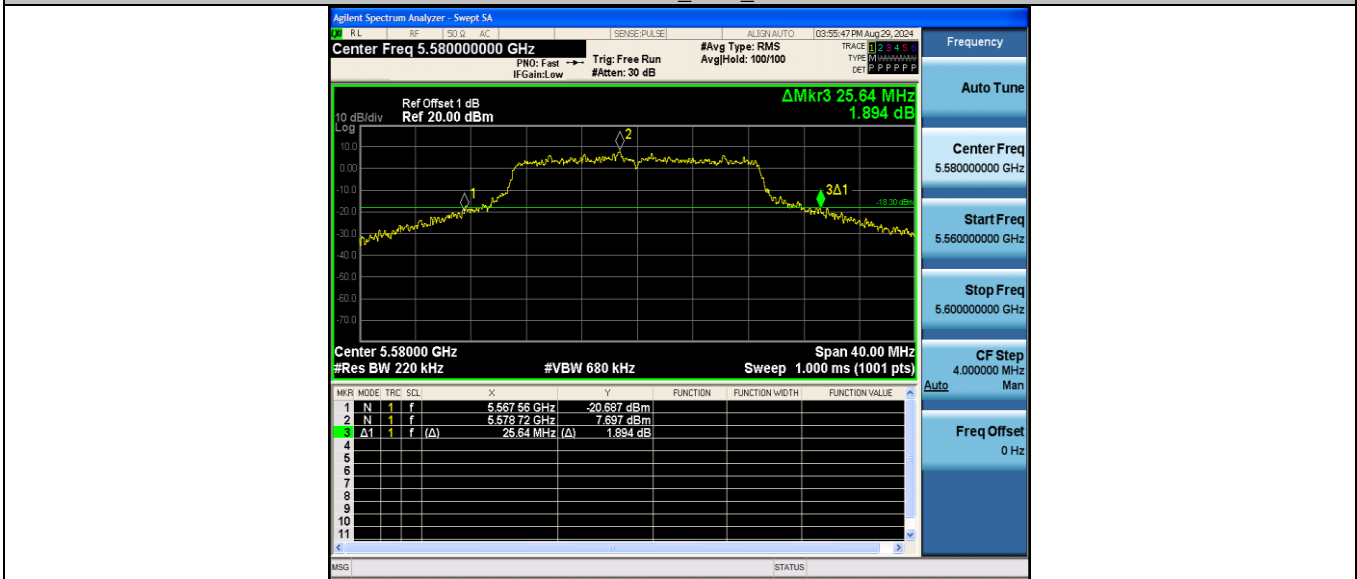 Agilent Spectrum Analyzer - Swept SA
RL RF 50 Ω AC SENSE:PULSE ALIGN AUTO 03:55:47 PM Aug 29, 2024
Center Freq 5.580000000 GHz
PNO: Fast
IFGain:Low
Trig: Free Run
#Atten: 30 dB
#Avg Type: RMS
Avg|Hold: 100/100
TRACE 1 2 3 4 5 6
TYPE M
DET P P P P P P
Frequency
ΔMkr3 25.64 MHz
1.894 dB
Ref Offset 1 dB
10 dB/div Ref 20.00 dBm
Log
10.0
0.00
-10.0
-20.0
-30.0
-40.0
-50.0
-60.0
-70.0
1
2
3Δ1
-18.30 dBm
Center 5.58000 GHz Span 40.00 MHz
#Res BW 220 kHz #VBW 680 kHz Sweep 1.000 ms (1001 pts)
MKR MODE TRC SCL X Y FUNCTION FUNCTION WIDTH FUNCTION VALUE
1 N 1 f 5.567 56 GHz -20.687 dBm
2 N 1 f 5.578 72 GHz 7.697 dBm
3 Δ1 1 f (Δ) 25.64 MHz (Δ) 1.894 dB
4
5
6
7
8
9
10
11
MSG STATUS
Auto Tune
Center Freq
5.580000000 GHz
Start Freq
5.560000000 GHz
Stop Freq
5.600000000 GHz
CF Step
4.000000 MHz
Auto Man
Freq Offset
0 Hz